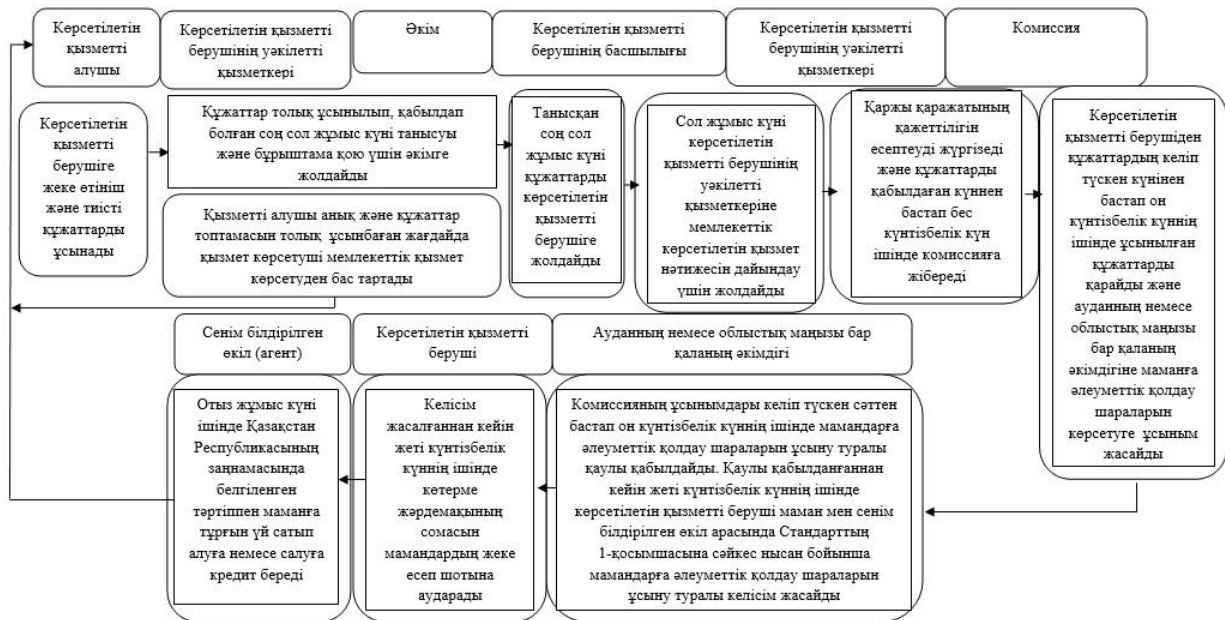 Көрсетілетін
қызметті
алушы
Көрсетілетін қызметті
берушінің уәкілетті
қызметкері
Әкім
Көрсетілетін қызметті
берушінің басшылығы
Көрсетілетін қызметті
берушінің уәкілетті
қызметкері
Комиссия
Көрсетілетін
қызметті
берушіге
жеке өтініш
және тиісті
құжаттарды
ұсынады
Құжаттар толық ұсынылып, қабылдап
болған соң сол жұмыс күні танысуы
және бұрыштама қою үшін әкімге
жолдайды
Қызметті алушы анық және құжаттар
топтамасын толық ұсынбаған жағдайда
қызмет көрсетуші мемлекеттік қызмет
көрсетуден бас тартады
Танысқан
соң сол
жұмыс күні
құжаттарды
көрсетілетін
қызметті
берушіге
жолдайды
Сол жұмыс күні
көрсетілетін
қызметті берушінің
уәкілетті
қызметкеріне
мемлекеттік
көрсетілетін қызмет
нәтижесін дайындау
үшін жолдайды
Қаржы қаражатының
қажеттілігін
есептеуді жүргізеді
және құжаттарды
қабылдаған күннен
бастап бес
күнтізбелік күн
ішінде комиссияға
жібереді
Көрсетілетін
қызметті берушіден
құжаттардың келіп
түскен күнінен
бастап он
күнтізбелік күннің
ішінде ұсынылған
құжаттарды
қарайды және
ауданның немесе
облыстық маңызы
бар қаланың
әкімдігіне маманға
әлеуметтік қолдау
шараларын
көрсетуге ұсыным
жасайды
Сенім білдірілген
өкіл (агент)
Көрсетілетін қызметті
беруші
Ауданның немесе облыстық маңызы бар
қаланың әкімдігі
Отыз жұмыс күні
ішінде Қазақстан
Республикасының
заңнамасында
белгіленген
тәртіппен маманға
тұрғын үй сатып
алуға немесе салуға
кредит береді
Келісім
жасалғаннан кейін
жеті күнтізбелік
күннің ішінде
көтерме
жәрдемақының
сомасын
мамандардың жеке
есеп шотына
аударады
Комиссияның ұсынымдары келіп түскен сәттен
бастап он күнтізбелік күннің ішінде мамандарға
әлеуметтік қолдау шараларын ұсыну туралы
қаулы қабылдайды. Қаулы қабылданғаннан
кейін жеті күнтізбелік күннің ішінде
көрсетілетін қызметті беруші маман мен сенім
білдірілген өкіл арасында Стандарттың
1-қосымшасына сәйкес нысан бойынша
мамандарға әлеуметтік қолдау шараларын
ұсыну туралы келісім жасайды